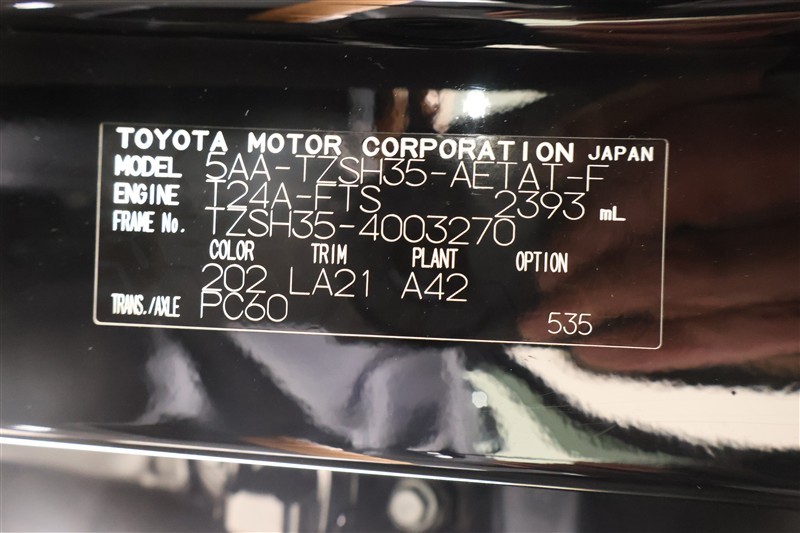 TOYOTA MOTOR CORPORATION JAPAN
MODEL 5AA-TZSH35-AETAT-F
ENGINE T24A-FTS 2393 mL
FRAME No. TZSH35-4003270
COLOR TRIM PLANT OPTION
202 LA21 A42
TRANS./AXLE PC60
535